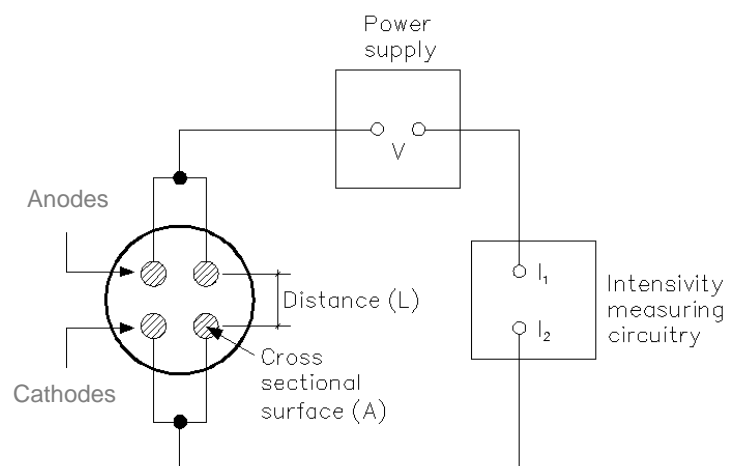 Power
supply
V
Anodes
Distance (L)
I₁
I₂
Intensivity
measuring
circuitry
Cathodes
Cross
sectional
surface (A)